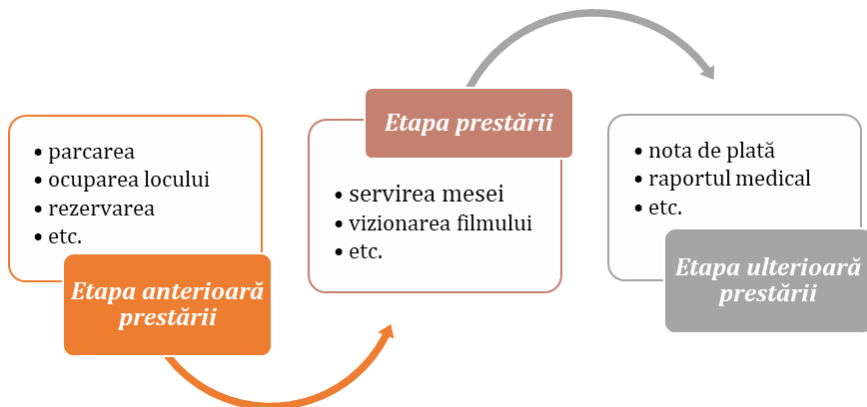 • parcarea
• ocuparea locului
• rezervarea
• etc.
Etapa anterioară
prestării
Etapa prestării
• servirea mesei
• vizionarea filmului
• etc.
• nota de plată
• raportul medical
• etc.
Etapa ulterioară
prestării